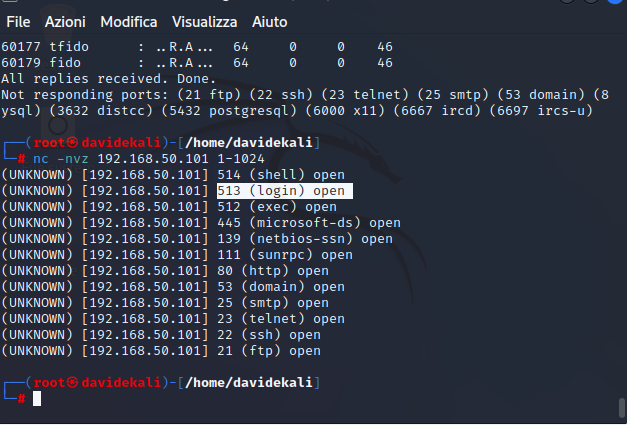 File Azioni Modifica Visualizza Aiuto
60177 tfido : ..R.A... 64 0 0 46
60179 fido : ..R.A... 64 0 0 46
All replies received. Done.
Not responding ports: (21 ftp) (22 ssh) (23 telnet) (25 smtp) (53 domain) (8
ysql) (3632 distcc) (5432 postgresql) (6000 x11) (6667 ircd) (6697 ircs-u)
┌──(root㉿davidekali)-[/home/davidekali]
└─# nc -nvz 192.168.50.101 1-1024
(UNKNOWN) [192.168.50.101] 514 (shell) open
(UNKNOWN) [192.168.50.101] 513 (login) open
(UNKNOWN) [192.168.50.101] 512 (exec) open
(UNKNOWN) [192.168.50.101] 445 (microsoft-ds) open
(UNKNOWN) [192.168.50.101] 139 (netbios-ssn) open
(UNKNOWN) [192.168.50.101] 111 (sunrpc) open
(UNKNOWN) [192.168.50.101] 80 (http) open
(UNKNOWN) [192.168.50.101] 53 (domain) open
(UNKNOWN) [192.168.50.101] 25 (smtp) open
(UNKNOWN) [192.168.50.101] 23 (telnet) open
(UNKNOWN) [192.168.50.101] 22 (ssh) open
(UNKNOWN) [192.168.50.101] 21 (ftp) open
┌──(root㉿davidekali)-[/home/davidekali]
└─#